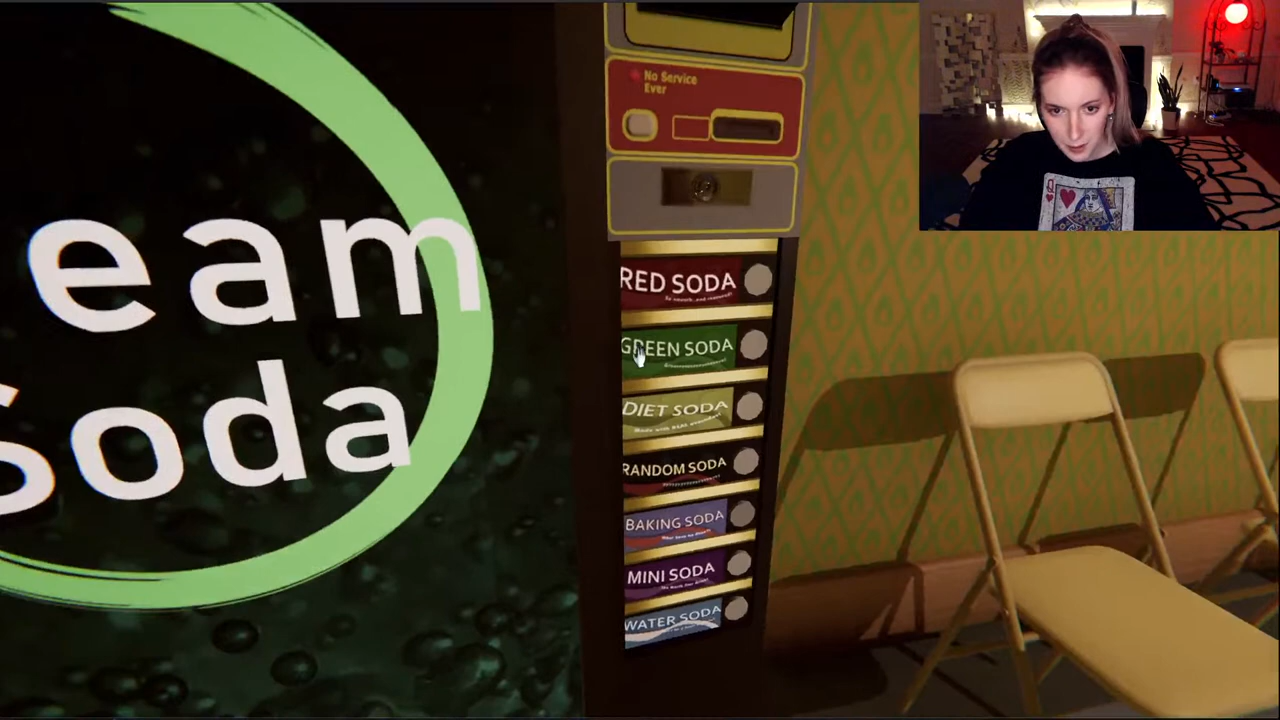 eam
Soda
No Service
Ever
RED SODA
GREEN SODA
DIET SODA
RANDOM SODA
BAKING SODA
MINI SODA
WATER SODA
Q